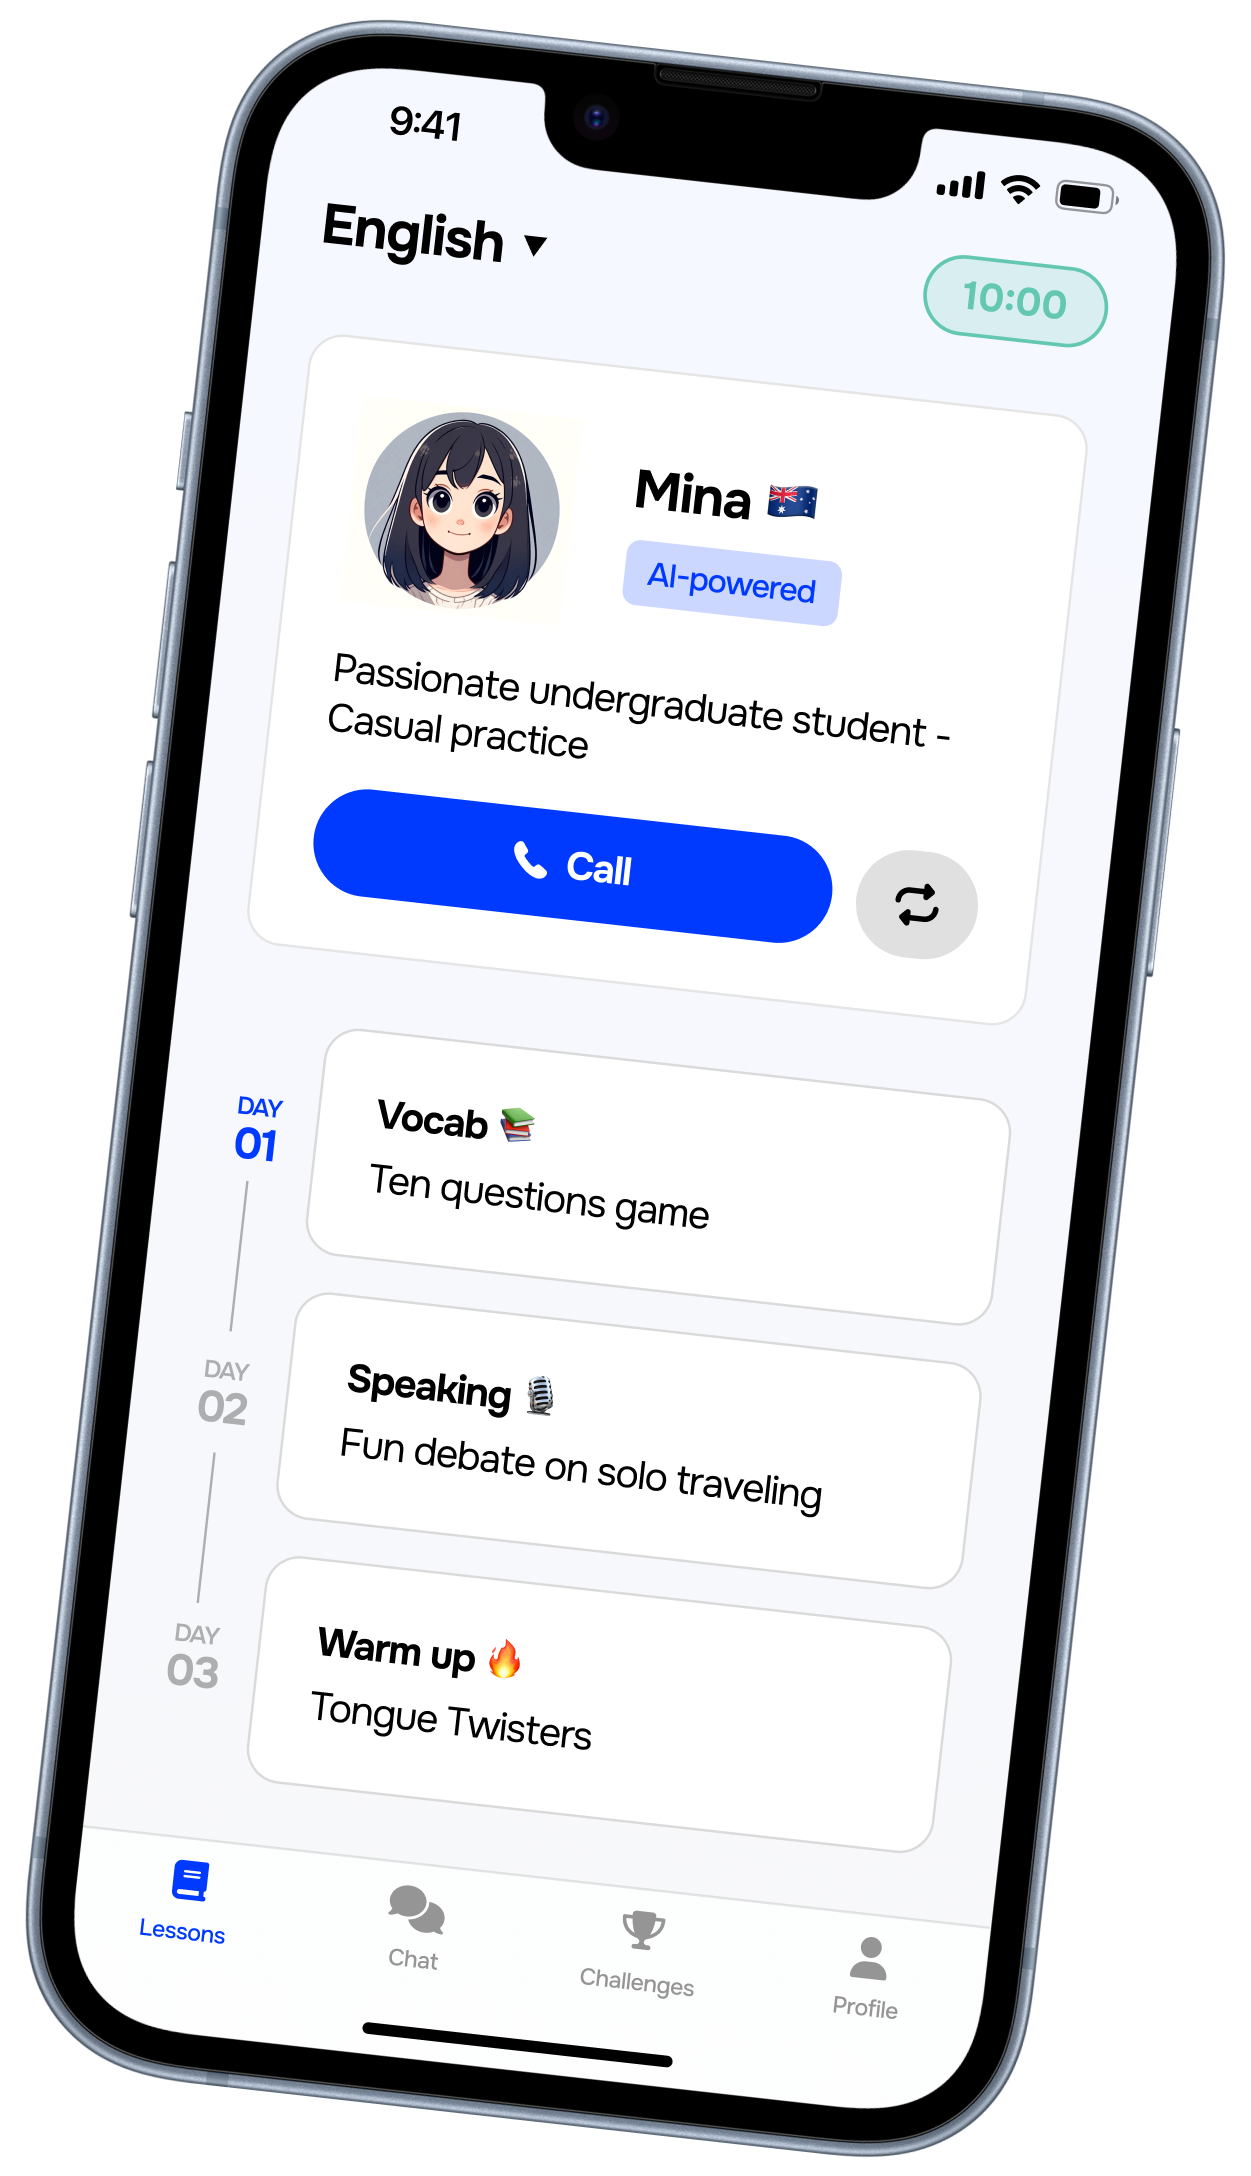 9:41
English
10:00
Mina
AI-powered
Passionate undergraduate student -
Casual practice
Call
DAY
01
Vocab
Ten questions game
DAY
02
Speaking
Fun debate on solo traveling
DAY
03
Warm up
Tongue Twisters
Lessons
Chat
Challenges
Profile